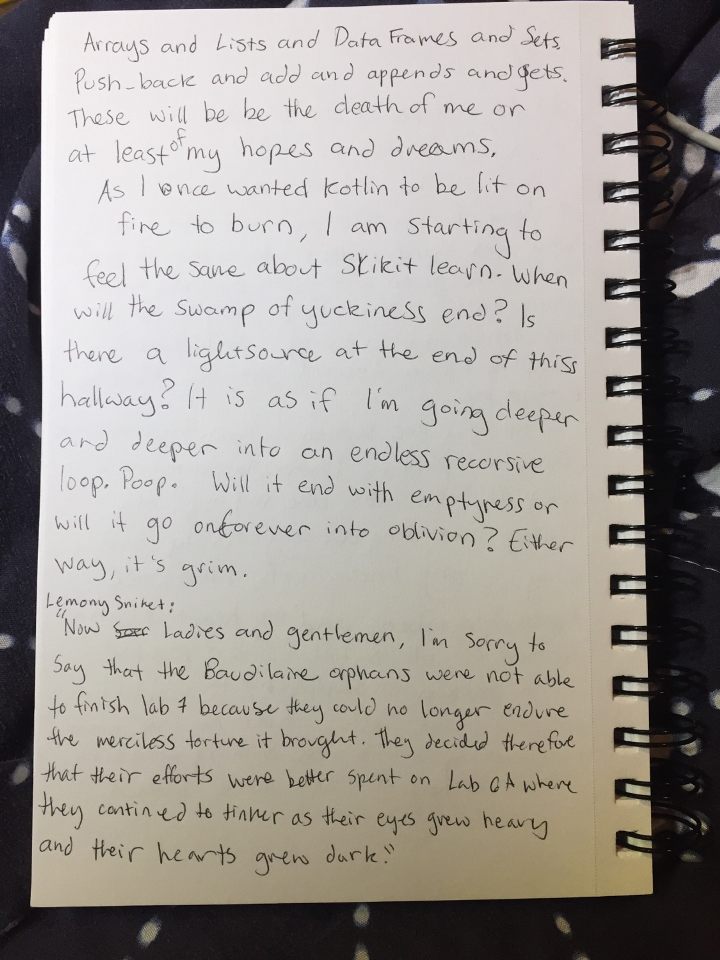 Arrays and Lists and Data Frames and Sets
Push_back and add and appends and gets.
These will be be the death of me or
at least of my hopes and dreams.
As I once wanted Kotlin to be lit on
fire to burn, I am starting to
feel the same about Skikit learn. When
will the swamp of yuckiness end? Is
there a lightsource at the end of thiss
hallway? It is as if I'm going deeper
and deeper into an endless recorsive
loop. Poop. Will it end with emptyness or
will it go on forever into oblivion? Either
way, it's grim.
Lemony Sniket:
"Now Ladies and gentlemen, I'm sorry to
say that the Baudilaire orphans were not able
to finish lab 7 because they could no longer endure
the merciless torture it brought. They decided therefore
that their efforts were better spent on Lab 6A where
they contined to tinker as their eyes grew heavy
and their hearts grew dark."